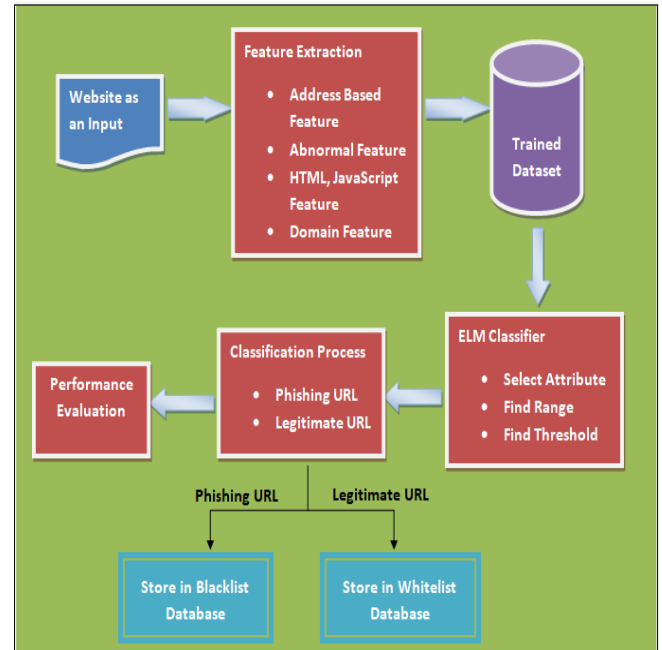 Website as
an Input
Feature Extraction
• Address Based
Feature
• Abnormal Feature
• HTML, JavaScript
Feature
• Domain Feature
Trained
Dataset
ELM Classifier
• Select Attribute
• Find Range
• Find Threshold
Classification Process
• Phishing URL
• Legitimate URL
Performance
Evaluation
Phishing URL
Legitimate URL
Store in Blacklist
Database
Store in Whitelist
Database